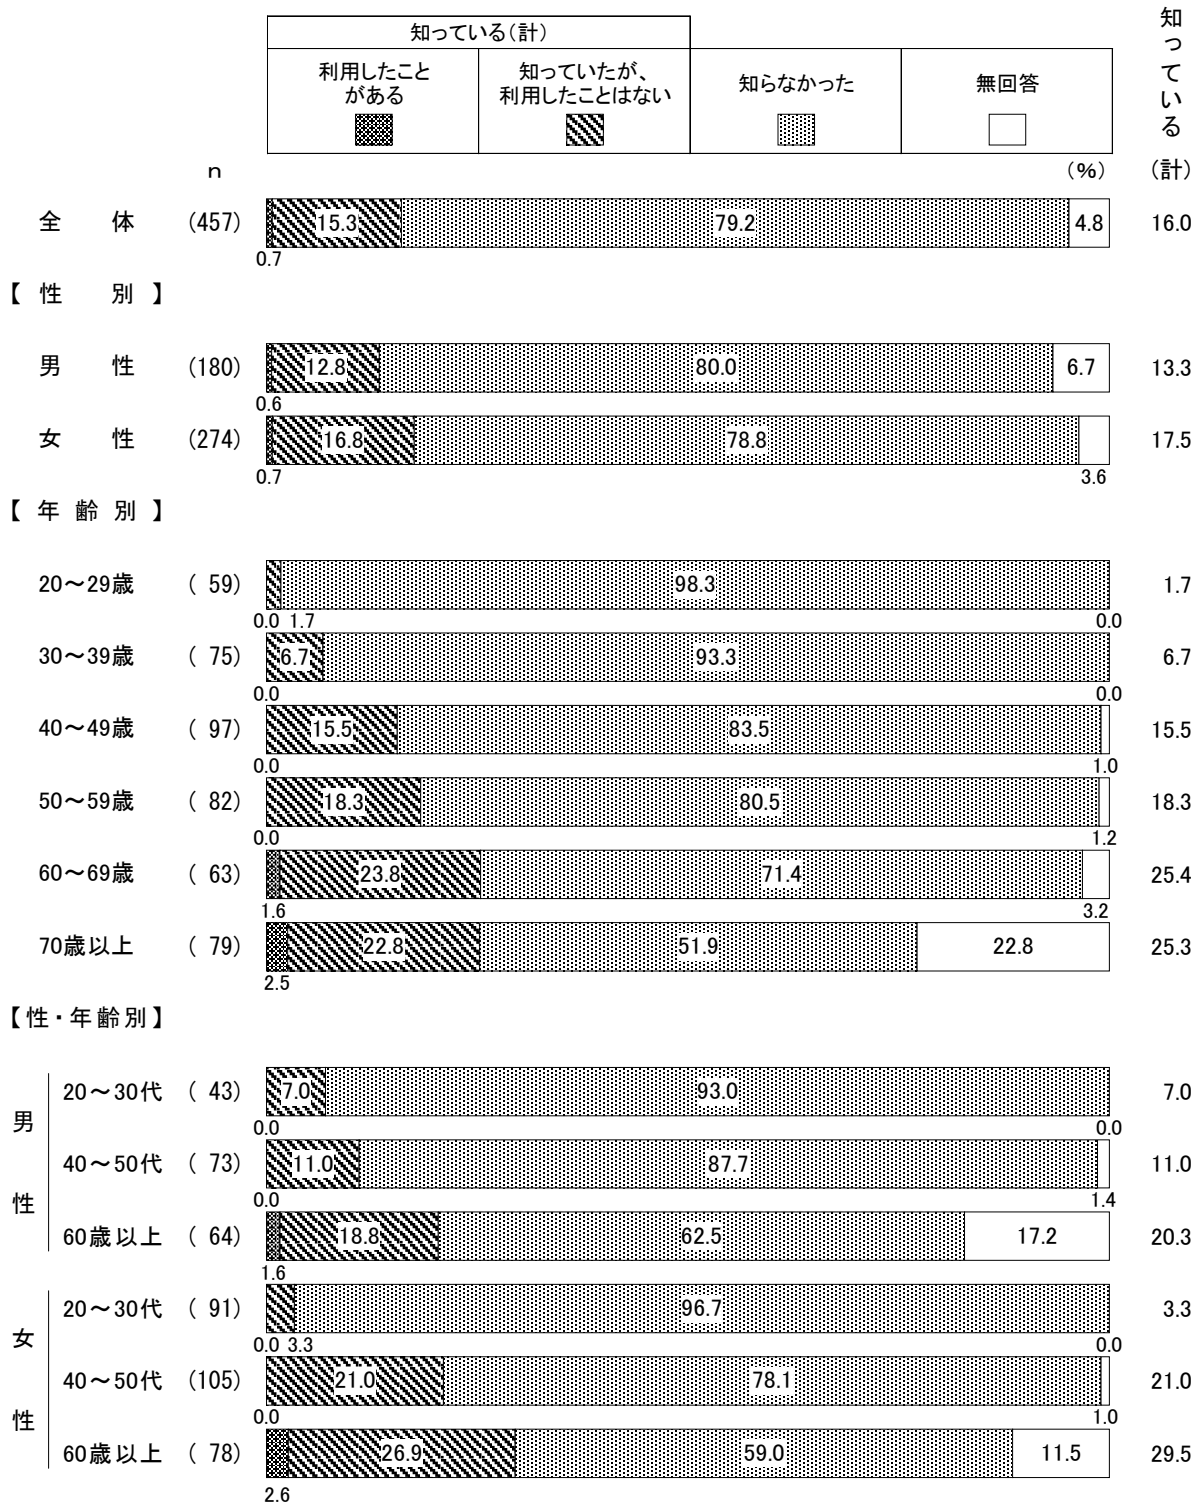 知っている(計)
利用したこと
がある
知っていたが、
利用したことはない
知らなかった
無回答
知っている
(計)
n
(%)
全 体 (457) 15.3 79.2 4.8 16.0
0.7
【 性 別 】
男 性 (180) 12.8 80.0 6.7 13.3
0.6
女 性 (274) 16.8 78.8 17.5
0.7 3.6
【 年 齢 別 】
20～29歳 ( 59) 98.3 1.7
0.0 1.7 0.0
30～39歳 ( 75) 6.7 93.3 6.7
0.0 0.0
40～49歳 ( 97) 15.5 83.5 15.5
0.0 1.0
50～59歳 ( 82) 18.3 80.5 18.3
0.0 1.2
60～69歳 ( 63) 23.8 71.4 25.4
1.6 3.2
70歳以上 ( 79) 22.8 51.9 22.8 25.3
2.5
【性・年齢別】
男性
20～30代 ( 43) 7.0 93.0 7.0
0.0 0.0
40～50代 ( 73) 11.0 87.7 11.0
0.0 1.4
60歳以上 ( 64) 18.8 62.5 17.2 20.3
1.6
女性
20～30代 ( 91) 96.7 3.3
0.0 3.3 0.0
40～50代 (105) 21.0 78.1 21.0
0.0 1.0
60歳以上 ( 78) 26.9 59.0 11.5 29.5
2.6